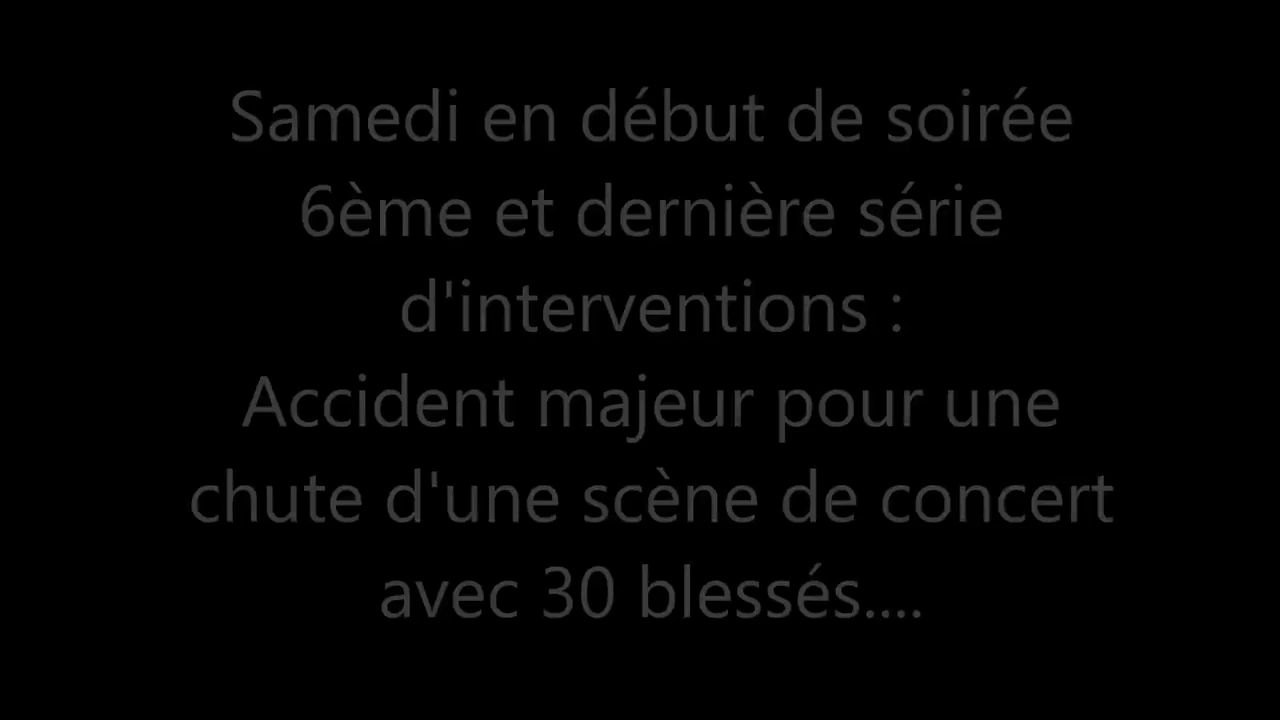 Samedi en début de soirée
6ème et dernière série
d'interventions :
Accident majeur pour une
chute d'une scène de concert
avec 30 blessés....